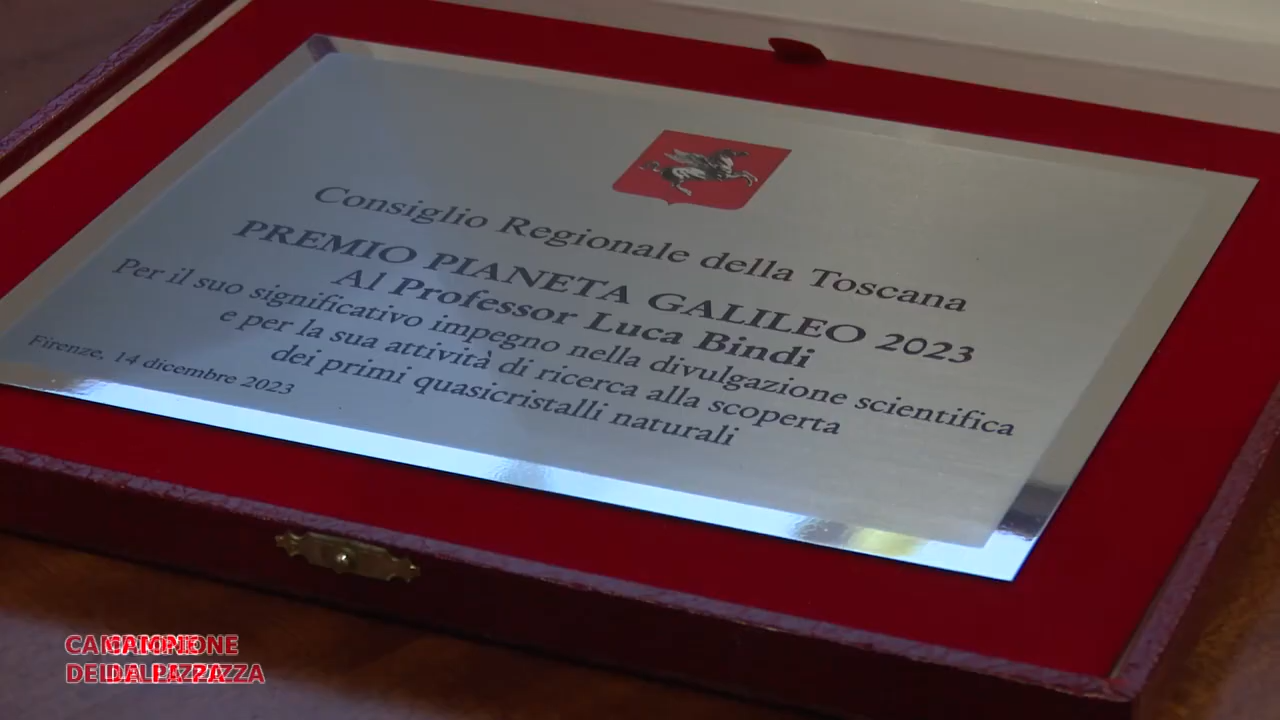 Consiglio Regionale della Toscana
PREMIO PIANETA GALILEO 2023
Al Professor Luca Bindi
Per il suo significativo impegno nella divulgazione scientifica
e per la sua attività di ricerca alla scoperta
dei primi quasicristalli naturali
Firenze, 14 dicembre 2023